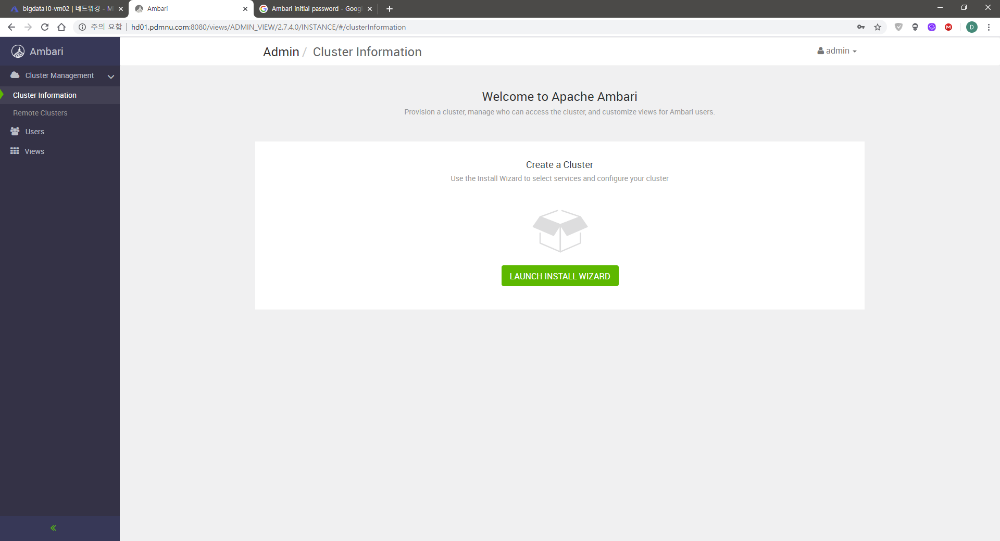 bigdata10-vm02 | 네트워킹 - Mi
Ambari
Ambari initial password - Googl
주의 요함
hd01.pdmnu.com:8080/views/ADMIN_VIEW/2.7.4.0/INSTANCE/#/clusterInformation
D
Ambari
Admin / Cluster Information
admin
Cluster Management
Cluster Information
Remote Clusters
Users
Views
Welcome to Apache Ambari
Provision a cluster, manage who can access the cluster, and customize views for Ambari users.
Create a Cluster
Use the Install Wizard to select services and configure your cluster
LAUNCH INSTALL WIZARD